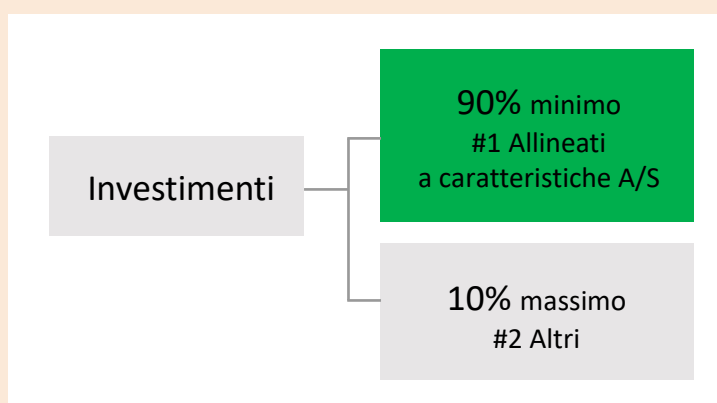 Investimenti
90% minimo
#1 Allineati
a caratteristiche A/S
10% massimo
#2 Altri